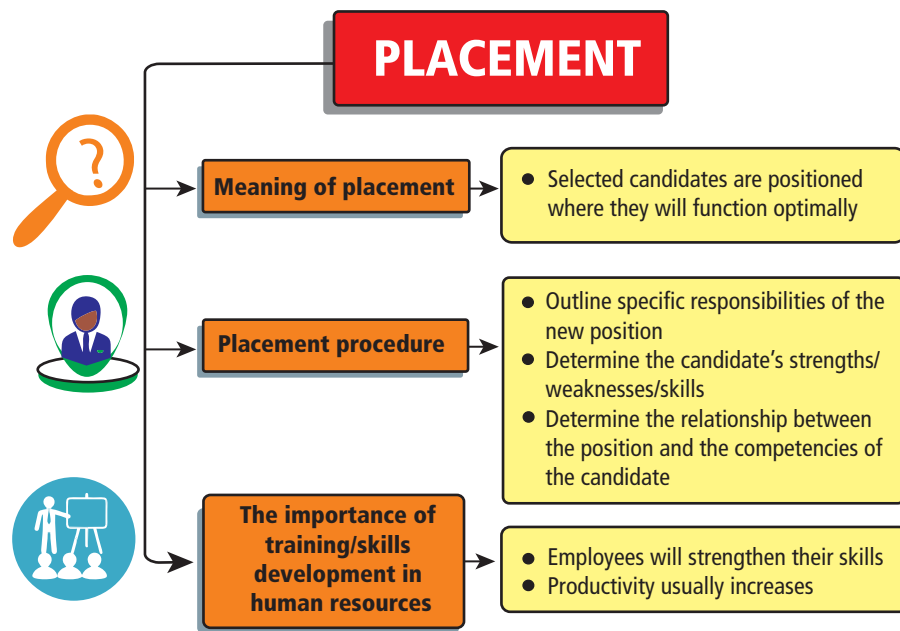 PLACEMENT
?
Meaning of placement
● Selected candidates are positioned
where they will function optimally
Placement procedure
● Outline specific responsibilities of the
new position
● Determine the candidate’s strengths/
weaknesses/skills
● Determine the relationship between
the position and the competencies of
the candidate
The importance of
training/skills
development in
human resources
● Employees will strengthen their skills
● Productivity usually increases